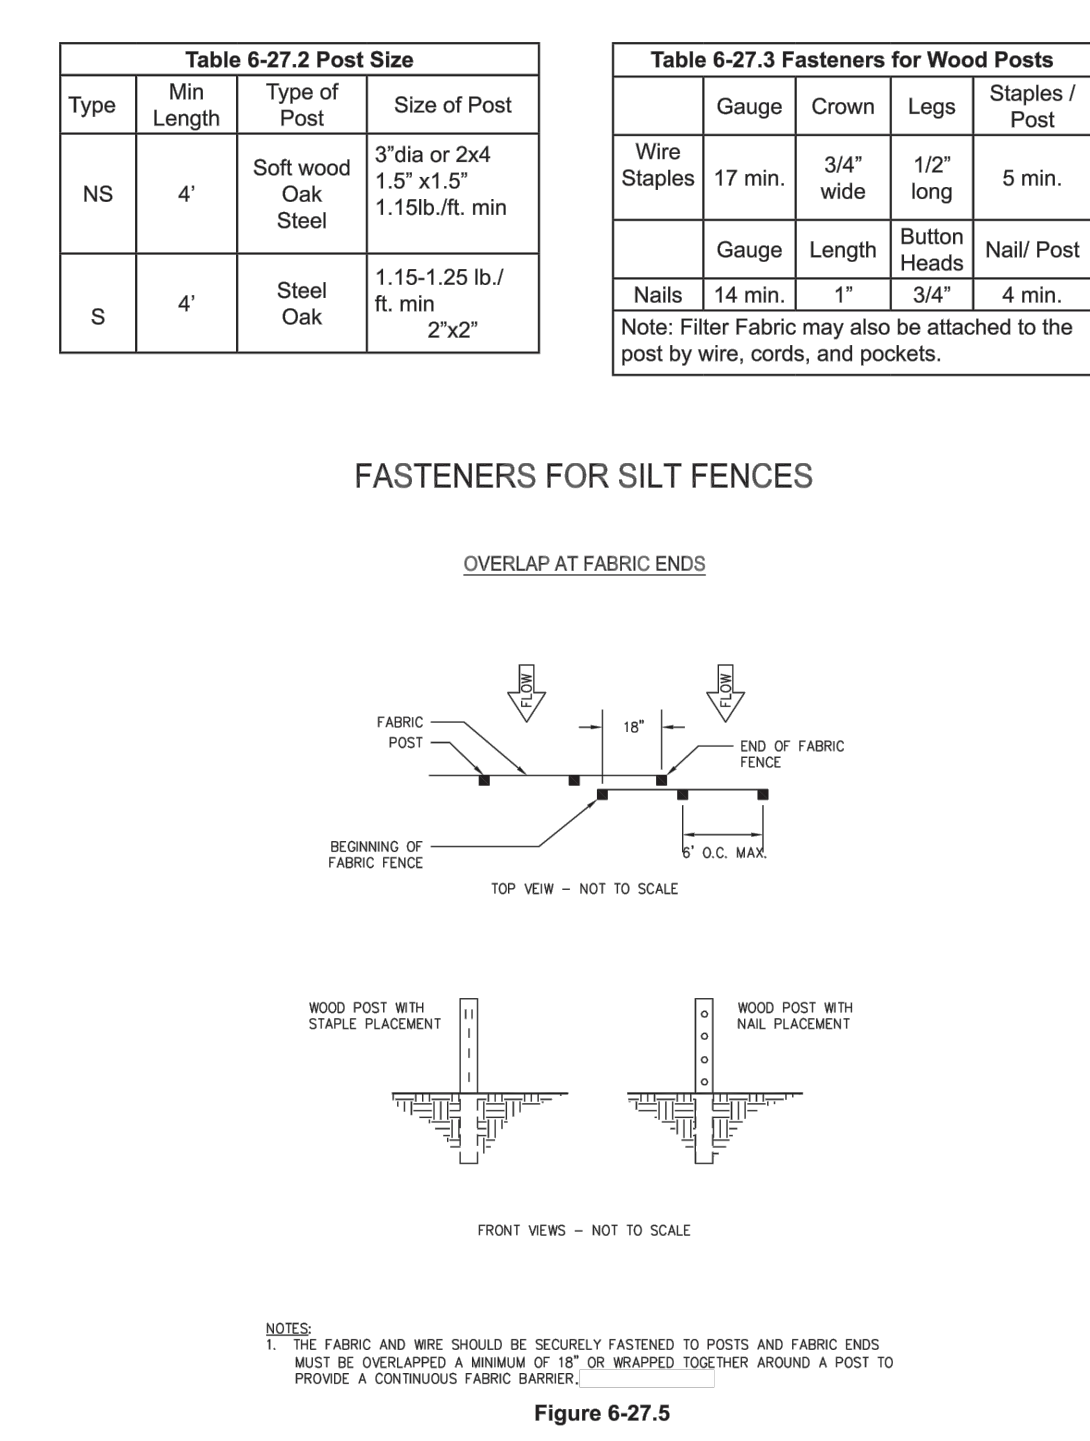 Table 6-27.2 Post Size
Type
Min
Length
Type of
Post
Size of Post
NS
4’
Soft wood
Oak
Steel
3”dia or 2x4
1.5” x1.5”
1.15lb./ft. min
S
4’
Steel
Oak
1.15-1.25 lb./
ft. min
2”x2”
Table 6-27.3 Fasteners for Wood Posts
Gauge
Crown
Legs
Staples /
Post
Wire
Staples
17 min.
3/4”
wide
1/2”
long
5 min.
Gauge
Length
Button
Heads
Nail/ Post
Nails
14 min.
1”
3/4”
4 min.
Note: Filter Fabric may also be attached to the
post by wire, cords, and pockets.
FASTENERS FOR SILT FENCES
OVERLAP AT FABRIC ENDS
FLOW
FLOW
FABRIC
POST
18"
END OF FABRIC
FENCE
BEGINNING OF
FABRIC FENCE
6' O.C. MAX.
TOP VEIW – NOT TO SCALE
WOOD POST WITH
STAPLE PLACEMENT
WOOD POST WITH
NAIL PLACEMENT
FRONT VIEWS – NOT TO SCALE
NOTES:
1. THE FABRIC AND WIRE SHOULD BE SECURELY FASTENED TO POSTS AND FABRIC ENDS
MUST BE OVERLAPPED A MINIMUM OF 18" OR WRAPPED TOGETHER AROUND A POST TO
PROVIDE A CONTINUOUS FABRIC BARRIER.
Figure 6-27.5